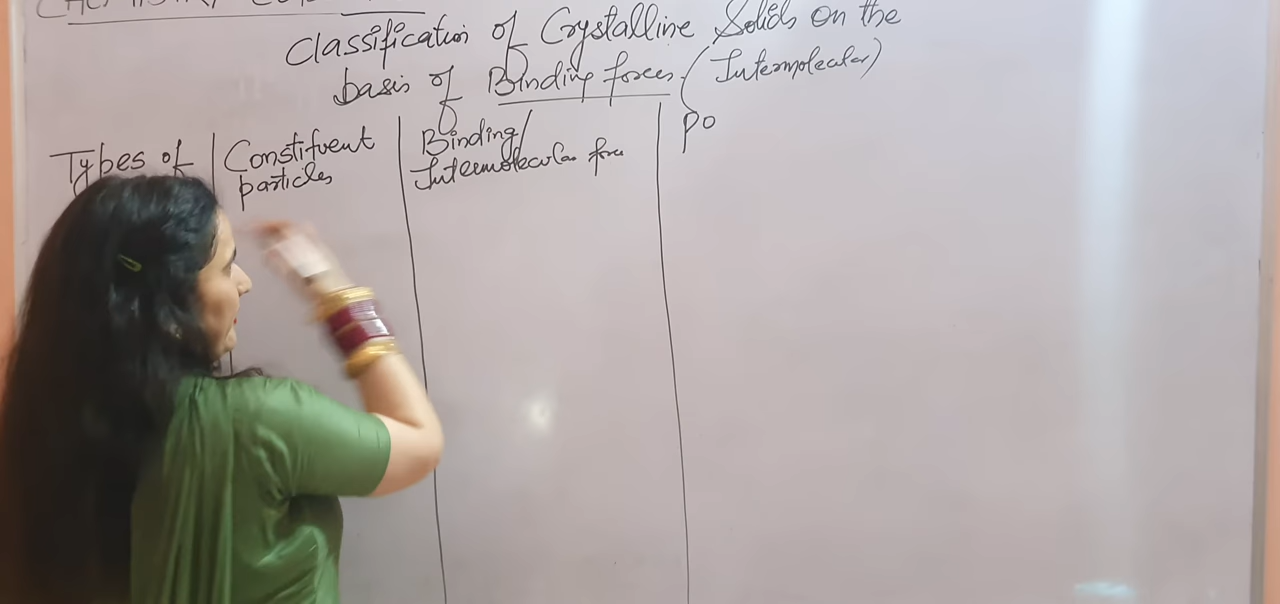 CHEMISTRY
Classification of Crystalline Solids On the
basis of Binding forces (Intermolecular)
Types of
Constituent
particles
Binding/
Intermolecular force
Po